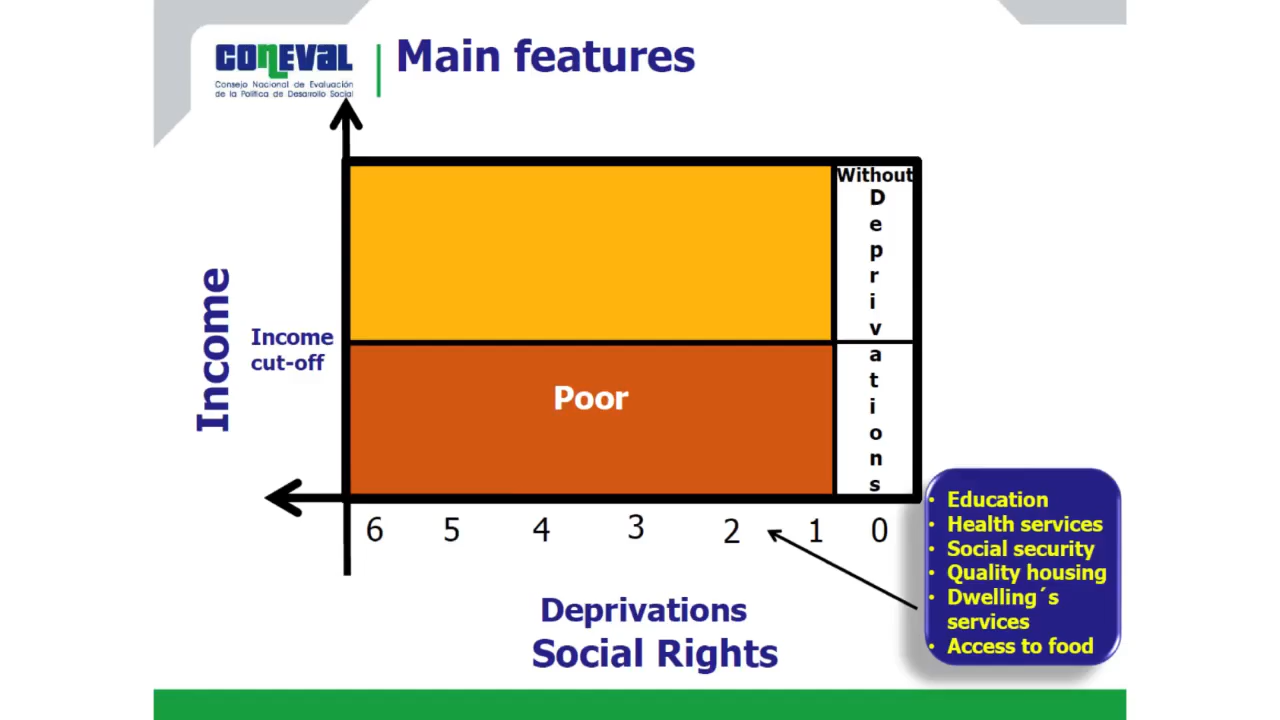 CONEVAL
Consejo Nacional de Evaluación
de la Política de Desarrollo Social
Main features
Income
Income
cut-off
Without
D
e
p
r
i
v
a
t
i
o
n
s
Poor
6 5 4 3 2 1 0
Deprivations
Social Rights
• Education
• Health services
• Social security
• Quality housing
• Dwelling´s
services
• Access to food